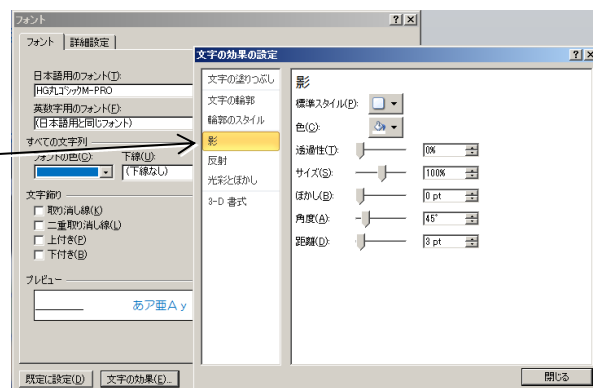 フォント
フォント 詳細設定
日本語用のフォント(T):
HG丸ゴシックM-PRO
英数字用のフォント(F):
(日本語用と同じフォント)
すべての文字列
フォントの色(C): 下線(U):
(下線なし)
文字飾り
取り消し線(K)
二重取り消し線(L)
上付き(P)
下付き(B)
プレビュー
あア亜Ay
既定に設定(D) 文字の効果(E)...
文字の効果の設定
文字の塗りつぶし
文字の輪郭
輪郭のスタイル
影
反射
光彩とぼかし
3-D 書式
影
標準スタイル(P):
色(C):
透過性(T): 0%
サイズ(S): 100%
ぼかし(B): 0 pt
角度(A): 45°
距離(D): 3 pt
閉じる